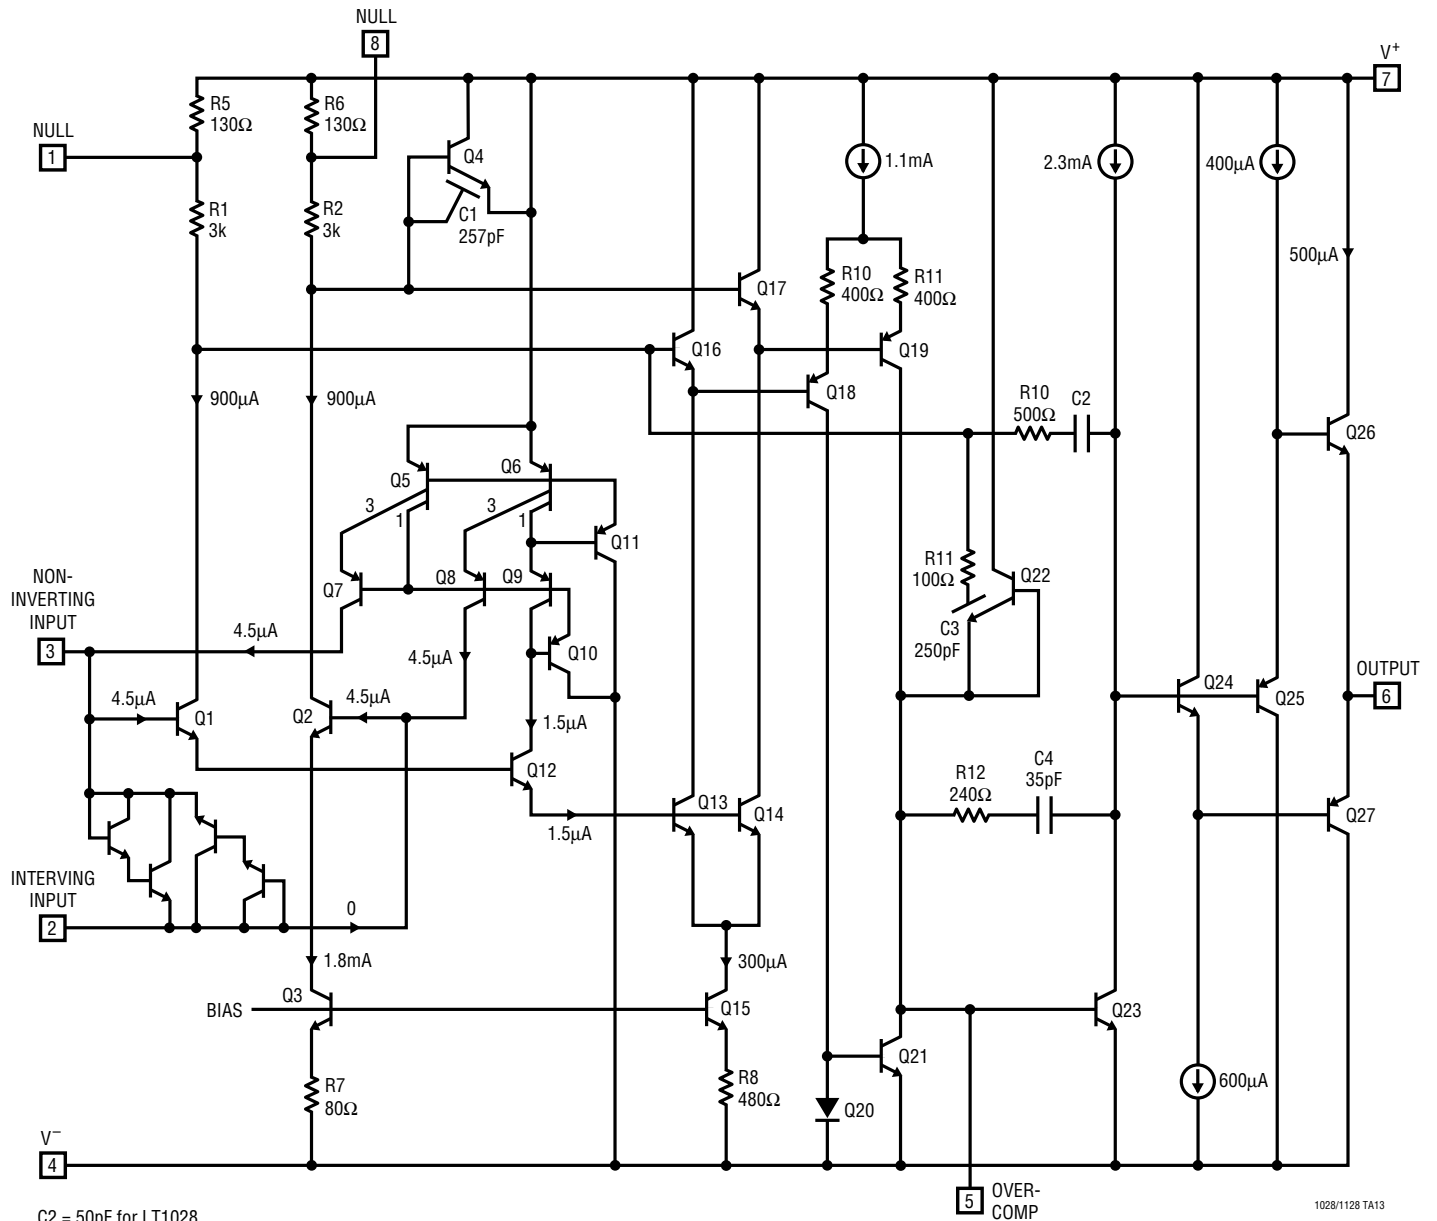 NULL
8
V+
7
R5
130Ω
R6
130Ω
NULL
1
Q4
1.1mA
2.3mA
400µA
R1
3k
R2
3k
C1
257pF
500µA
R10
400Ω
R11
400Ω
Q17
Q16
Q19
Q18
900µA
900µA
R10
500Ω
C2
Q26
Q5
Q6
3
1
3
1
Q11
R11
100Ω
Q22
NON-
INVERTING
INPUT
3
Q7
Q8
Q9
C3
250pF
4.5µA
4.5µA
Q10
OUTPUT
6
4.5µA
Q1
Q2
4.5µA
1.5µA
Q24
Q25
Q12
R12
240Ω
C4
35pF
1.5µA
Q13
Q14
Q27
INTERVING
INPUT
2
0
1.8mA
300µA
BIAS
Q3
Q15
Q23
Q21
R7
80Ω
R8
480Ω
Q20
600µA
V−
4
5
OVER-
COMP
1028/1128 TA13
C2 = 50pF for LT1028